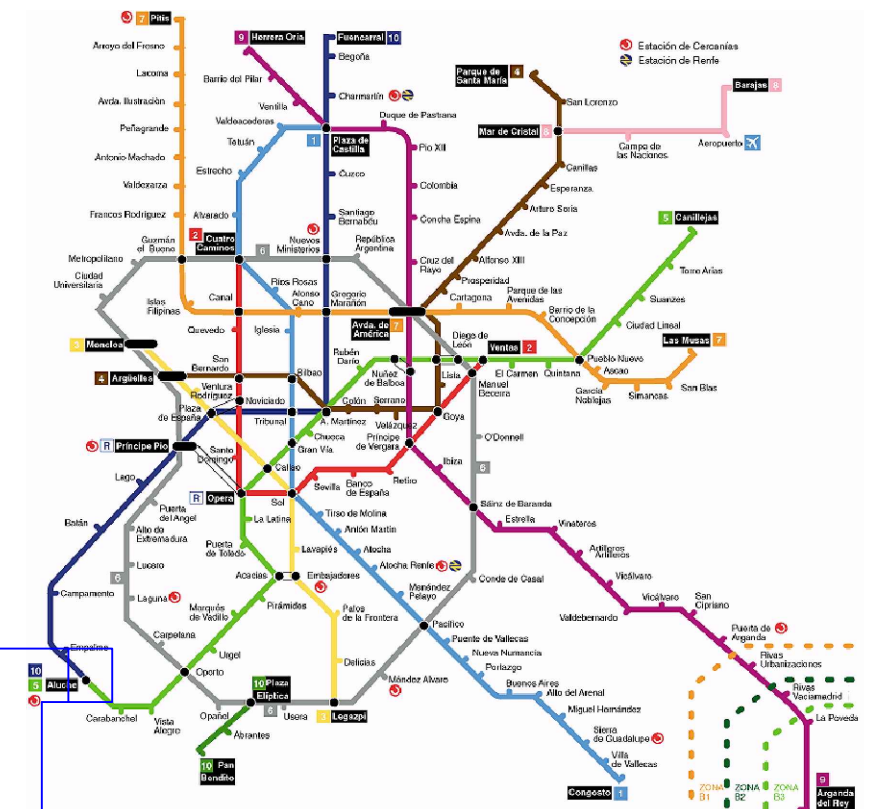 7 Pitis
9 Herrera Oria
Fuencarral 10
Estación de Cercanías
Estación de Renfe
Arroyo del Fresno
Begoña
Barrio del Pilar
Parque de
Santa María 4
Lacoma
Barajas 8
Charmartín
Avda. Ilustración
Ventilla
San Lorenzo
Valdeacederas
Duque de Pastrana
Peñagrande
1 Plaza de
Castilla
Mar de Cristal 8
Tetuán
Campo de
las Naciones
Aeropuerto
Pío XII
Antonio Machado
Estrecho
Cuzco
Canillas
Valdezarza
Colombia
Esperanza
Francos Rodríguez
Alvarado
Santiago
Bernabéu
Concha Espina
Arturo Soria
5 Canillejas
Avda. de la Paz
Guzmán
el Bueno
2 Cuatro
Caminos
6
Nuevos
Ministerios
República
Argentina
Metropolitano
Cruz del
Rayo
Alfonso XIII
Torre Arias
Ciudad
Universitaria
Ríos Rosas
Prosperidad
Islas
Filipinas
Canal
Alonso
Cano
Gregorio
Marañón
Cartagena
Parque de las
Avenidas
Suanzes
Barrio de la
Concepción
Quevedo
Iglesia
Avda. de
América 7
Diego de
León
Ciudad Lineal
3 Moncloa
Ventas 2
Las Musas 7
San
Bernardo
Rubén
Darío
Pueblo Nuevo
4 Argüelles
Bilbao
Nuñez
de Balboa
Lista
Manuel
Becerra
El Carmen
Quintana
Ascao
Ventura
Rodríguez
García
Noblejas
Simancas
San Blas
Noviciado
Colón
Serrano
Plaza
de España
Tribunal
A. Martínez
Velázquez
Goya
Chueca
R Príncipe Pío
Santo
Domingo
Gran Vía
Príncipe
de Vergara
O'Donnell
Callao
Ibiza
6
Lago
R Opera
Sol
Sevilla
Banco
de España
Retiro
Puerta
del Angel
La Latina
Tirso de Molina
Sáinz de Baranda
Batán
Alto de
Extremadura
Antón Martín
Estrella
Vinateros
Puerta
de Toledo
Lavapiés
Atocha
Artilleros
Artilleros
Lucero
Atocha Renfe
6
Acacias
Embajadores
Conde de Casal
Vicálvaro
Campamento
Laguna
Menéndez
Pelayo
Vicálvaro
San
Cipriano
Marqués
de Vadillo
Pirámides
Palos
de la Frontera
Valdebernardo
Carpetana
Pacífico
Puerta de
Arganda
Empalme
Urgel
Puente de Vallecas
Rivas
Urbanizaciones
Delicias
Nueva Numancia
10
5 Aluche
Oporto
10 Plaza
Elíptica
Méndez Alvaro
Portazgo
Rivas
Vaciamadrid
Buenos Aires
Alto del Arenal
Carabanchel
Vista
Alegre
Opañel
6
Usera
3 Legazpi
Miguel Hernández
La Poveda
Abrantes
Sierra
de Guadalupe
10 Pan
Bendito
Villa
de Vallecas
Congosto 1
ZONA
B1
ZONA
B2
ZONA
B3
9
Arganda
del Rey